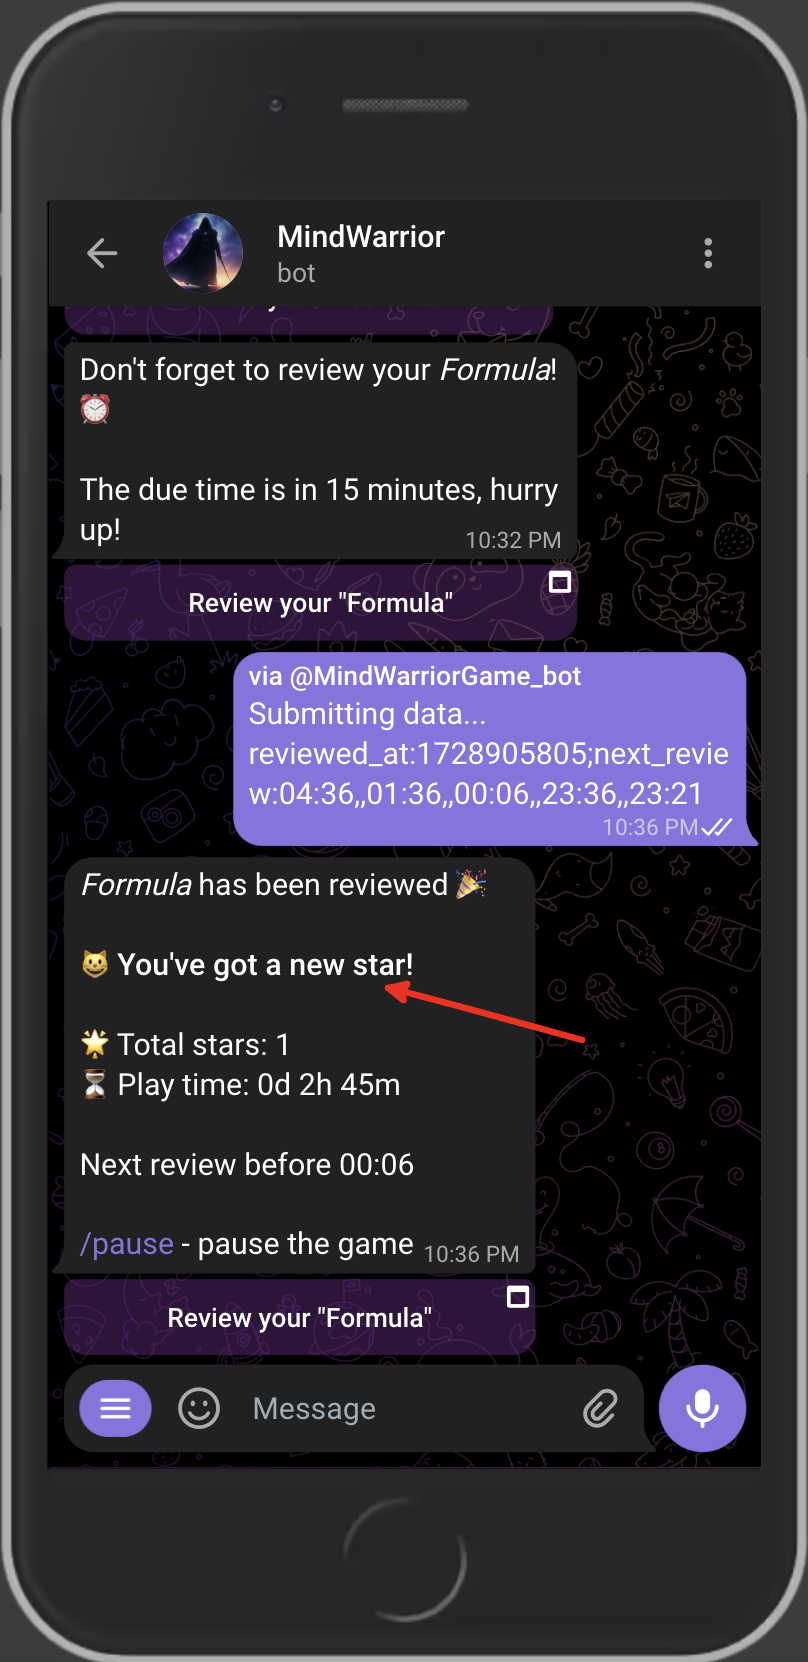 MindWarrior
bot
Don't forget to review your Formula!
⏰
The due time is in 15 minutes, hurry
up!
10:32 PM
Review your "Formula"
via @MindWarriorGame_bot
Submitting data...
reviewed_at:1728905805;next_revie
w:04:36,,01:36,,00:06,,23:36,,23:21
10:36 PM
Formula has been reviewed 🎉
😺 You've got a new star!
🌟 Total stars: 1
⏳ Play time: 0d 2h 45m
Next review before 00:06
/pause - pause the game
10:36 PM
Review your "Formula"
Message